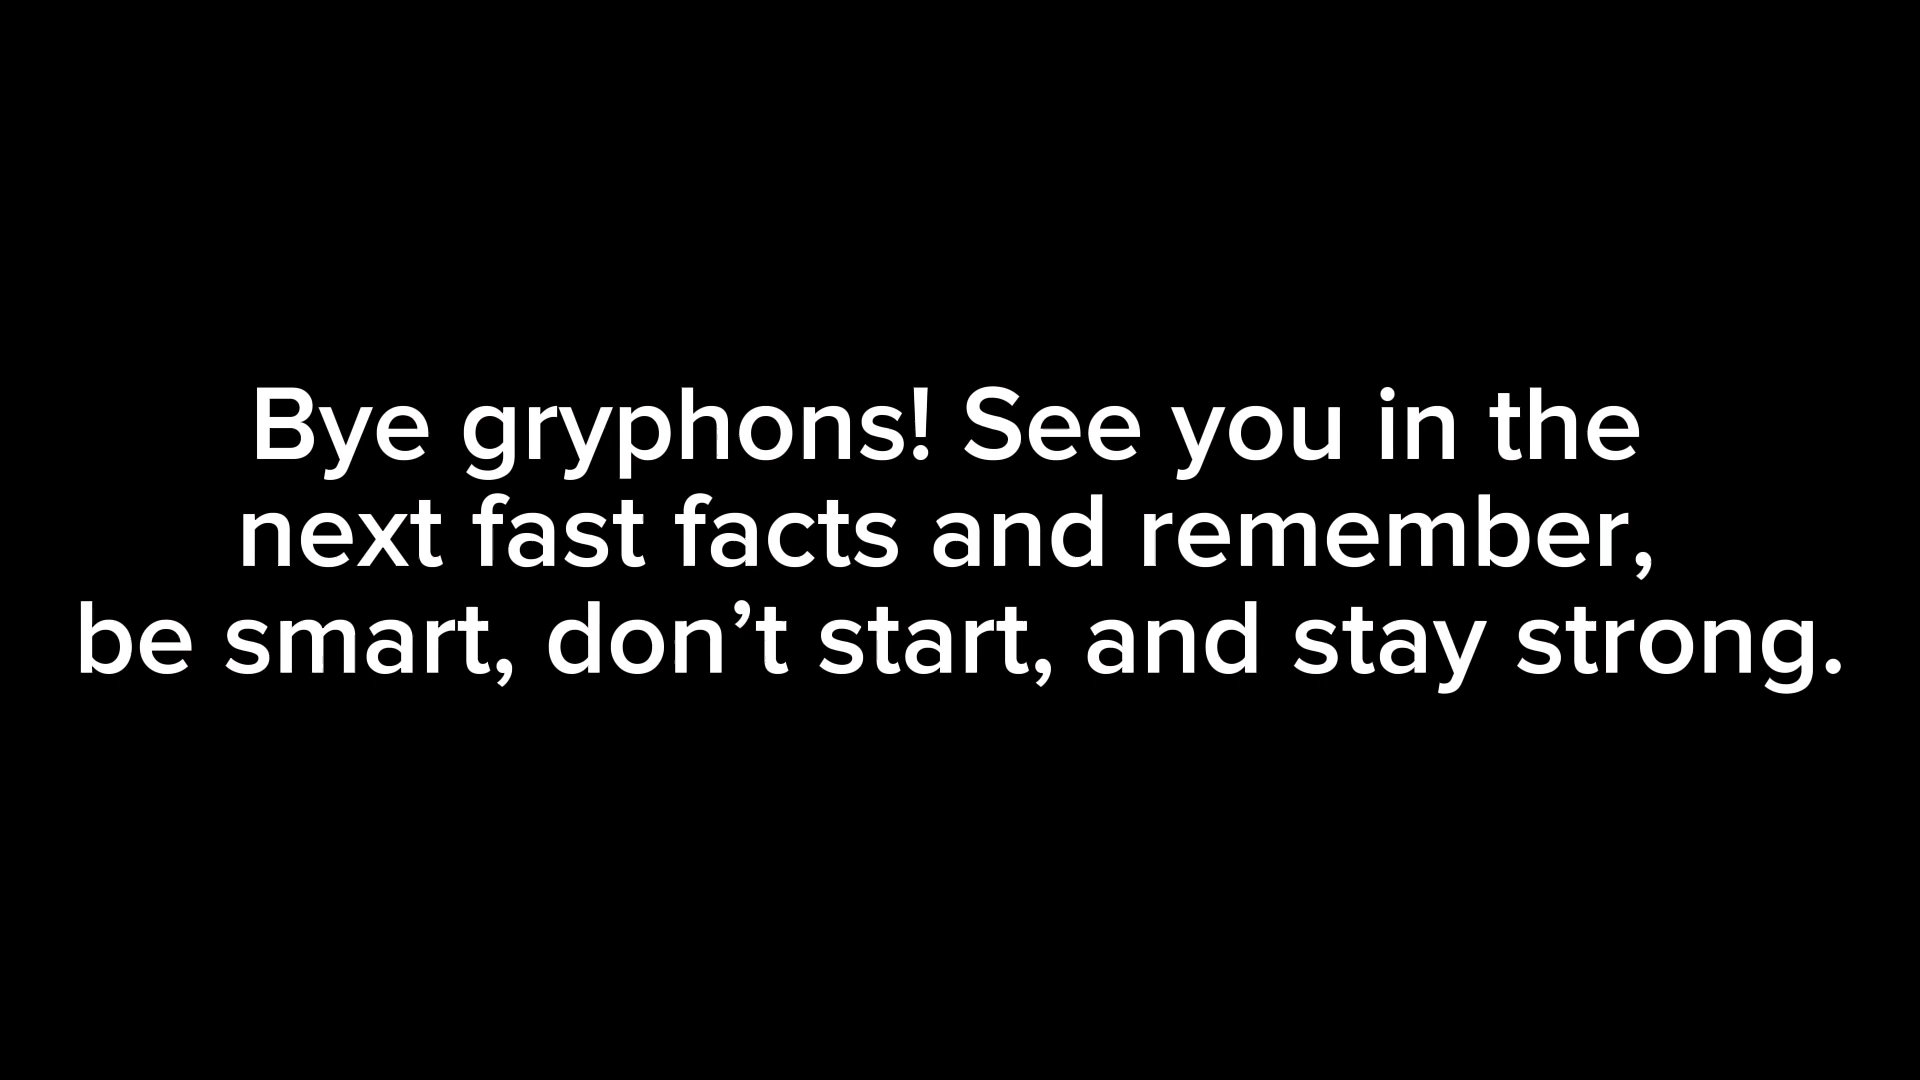 Bye gryphons! See you in the
next fast facts and remember,
be smart, don’t start, and stay strong.